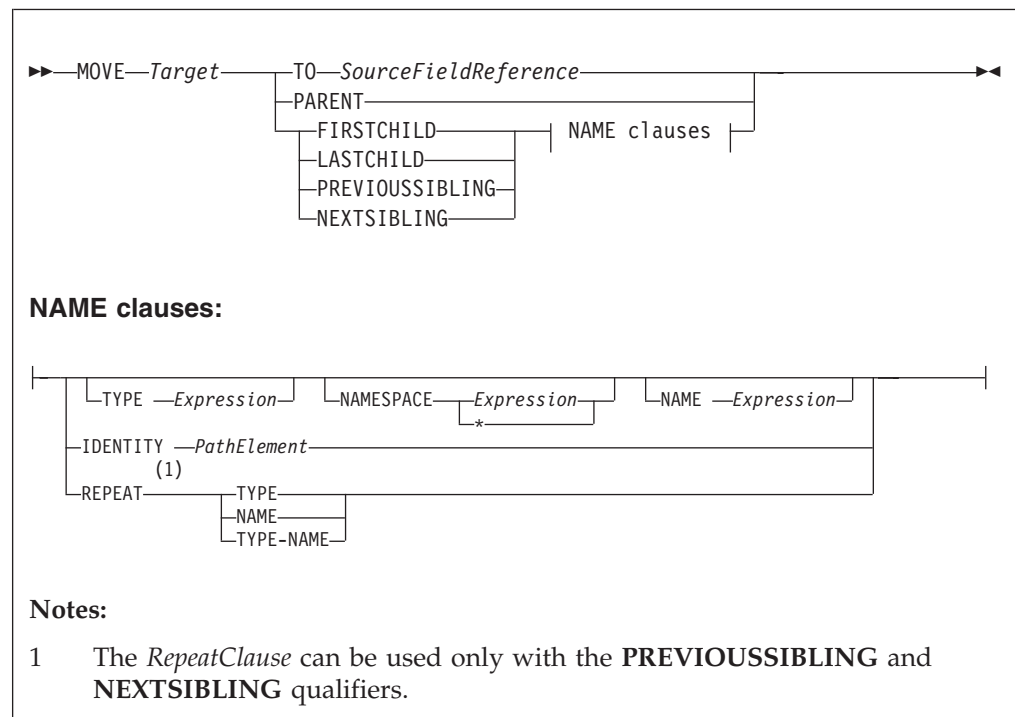 MOVE Target TO SourceFieldReference
PARENT
FIRSTCHILD NAME clauses
LASTCHILD
PREVIOUSSIBLING
NEXTSIBLING
NAME clauses:
TYPE Expression NAMESPACE Expression NAME Expression
*
IDENTITY PathElement
(1)
REPEAT TYPE
NAME
TYPE-NAME
Notes:
1 The RepeatClause can be used only with the PREVIOUSSIBLING and
NEXTSIBLING qualifiers.